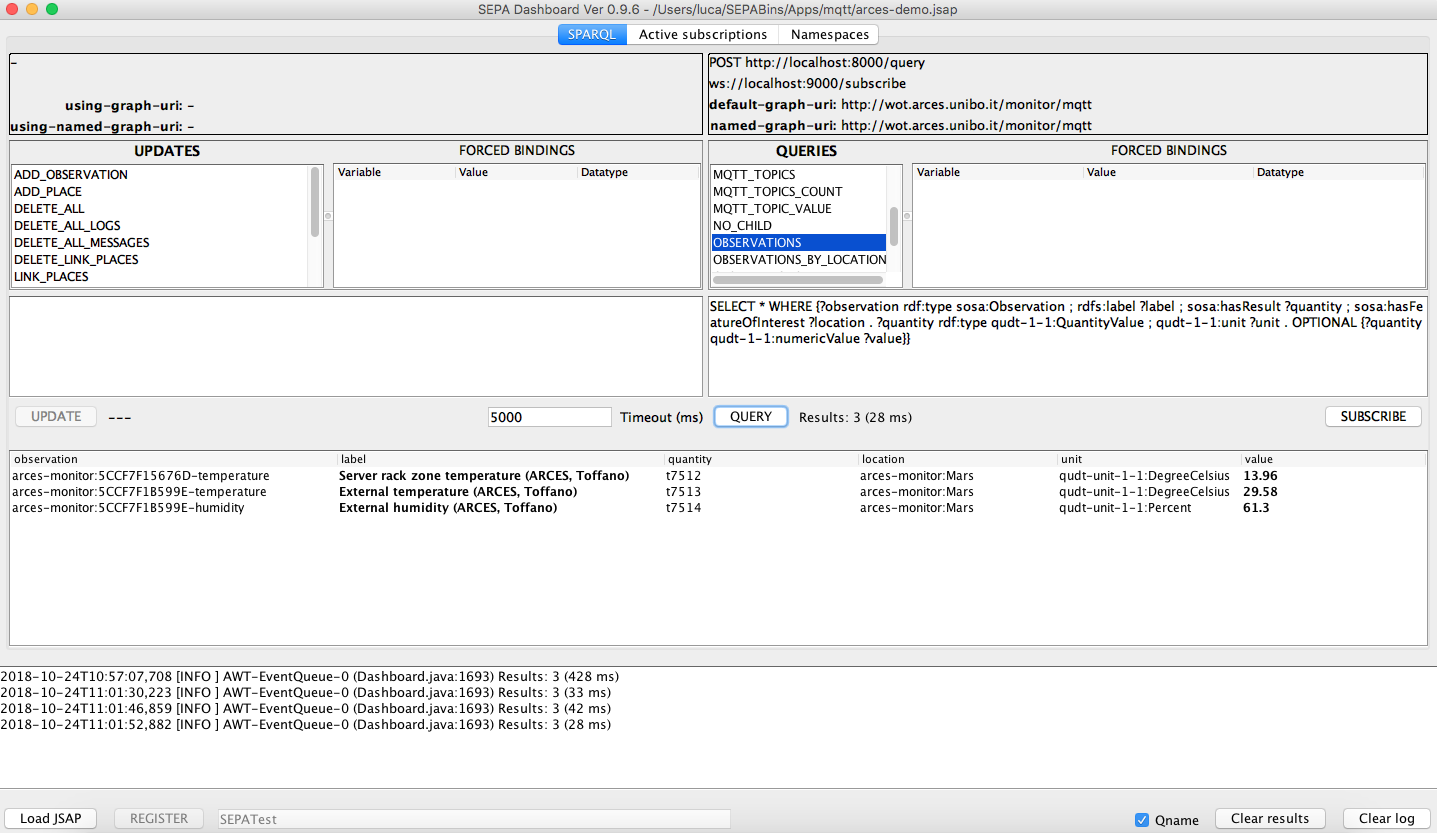 SEPA Dashboard Ver 0.9.6 - /Users/luca/SEPABins/Apps/mqtt/arces-demo.jsap
SPARQL Active subscriptions Namespaces
-
using-graph-uri: -
using-named-graph-uri: -
POST http://localhost:8000/query
ws://localhost:9000/subscribe
default-graph-uri: http://wot.arces.unibo.it/monitor/mqtt
named-graph-uri: http://wot.arces.unibo.it/monitor/mqtt
UPDATES
ADD_OBSERVATION
ADD_PLACE
DELETE_ALL
DELETE_ALL_LOGS
DELETE_ALL_MESSAGES
DELETE_LINK_PLACES
LINK_PLACES
FORCED BINDINGS
Variable Value Datatype
QUERIES
MQTT_TOPICS
MQTT_TOPICS_COUNT
MQTT_TOPIC_VALUE
NO_CHILD
OBSERVATIONS
OBSERVATIONS_BY_LOCATION
FORCED BINDINGS
Variable Value Datatype
SELECT * WHERE {?observation rdf:type sosa:Observation ; rdfs:label ?label ; sosa:hasResult ?quantity ; sosa:hasFe
atureOfInterest ?location . ?quantity rdf:type qudt-1-1:QuantityValue ; qudt-1-1:unit ?unit . OPTIONAL {?quantity
qudt-1-1:numericValue ?value}}
UPDATE --- 5000 Timeout (ms) QUERY Results: 3 (28 ms) SUBSCRIBE
observation label quantity location unit value
arces-monitor:5CCF7F15676D-temperature Server rack zone temperature (ARCES, Toffano) t7512 arces-monitor:Mars qudt-unit-1-1:DegreeCelsius 13.96
arces-monitor:5CCF7F1B599E-temperature External temperature (ARCES, Toffano) t7513 arces-monitor:Mars qudt-unit-1-1:DegreeCelsius 29.58
arces-monitor:5CCF7F1B599E-humidity External humidity (ARCES, Toffano) t7514 arces-monitor:Mars qudt-unit-1-1:Percent 61.3
2018-10-24T10:57:07,708 [INFO ] AWT-EventQueue-0 (Dashboard.java:1693) Results: 3 (428 ms)
2018-10-24T11:01:30,223 [INFO ] AWT-EventQueue-0 (Dashboard.java:1693) Results: 3 (33 ms)
2018-10-24T11:01:46,859 [INFO ] AWT-EventQueue-0 (Dashboard.java:1693) Results: 3 (42 ms)
2018-10-24T11:01:52,882 [INFO ] AWT-EventQueue-0 (Dashboard.java:1693) Results: 3 (28 ms)
Load JSAP REGISTER SEPATest Qname Clear results Clear log